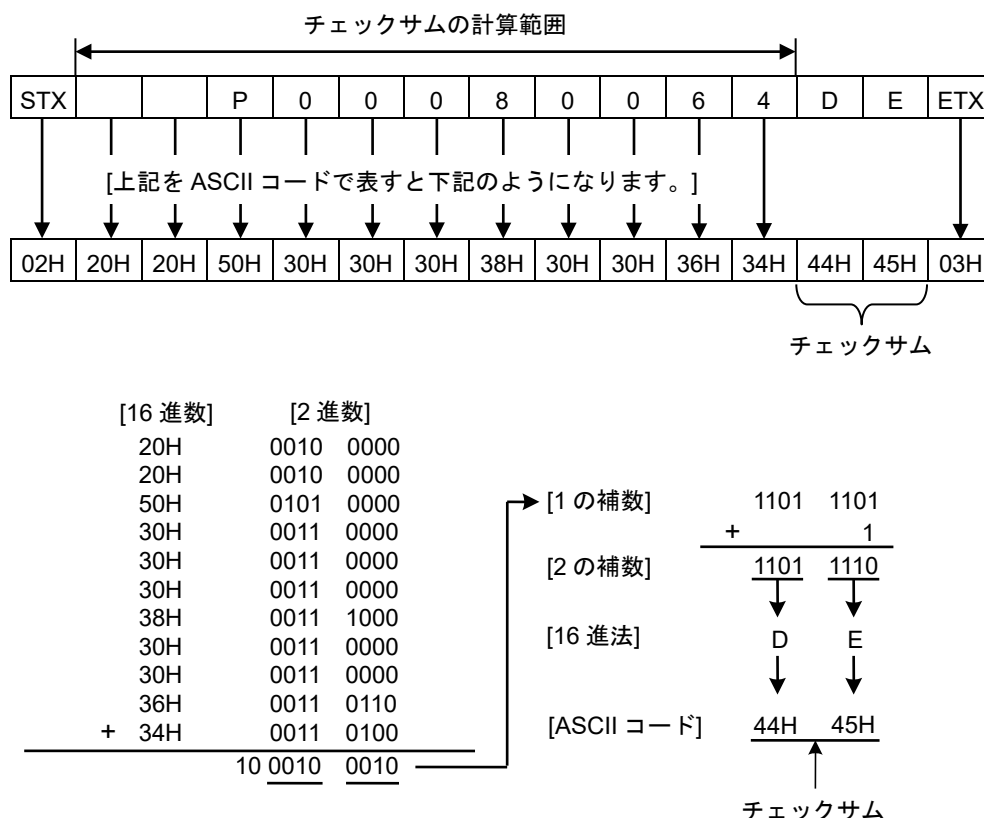 チェックサムの計算範囲
STX P 0 0 0 8 0 0 6 4 D E ETX
[上記を ASCII コードで表すと下記のようになります。]
02H 20H 20H 50H 30H 30H 30H 38H 30H 30H 36H 34H 44H 45H 03H
チェックサム
[16 進数] [2 進数]
20H 0010 0000
20H 0010 0000
50H 0101 0000
30H 0011 0000
30H 0011 0000
30H 0011 0000
38H 0011 1000
30H 0011 0000
30H 0011 0000
36H 0011 0110
+ 34H 0011 0100
10 0010 0010
[1 の補数] 1101 1101
+ 1
[2 の補数] 1101 1110
[16 進法] D E
[ASCII コード] 44H 45H
チェックサム